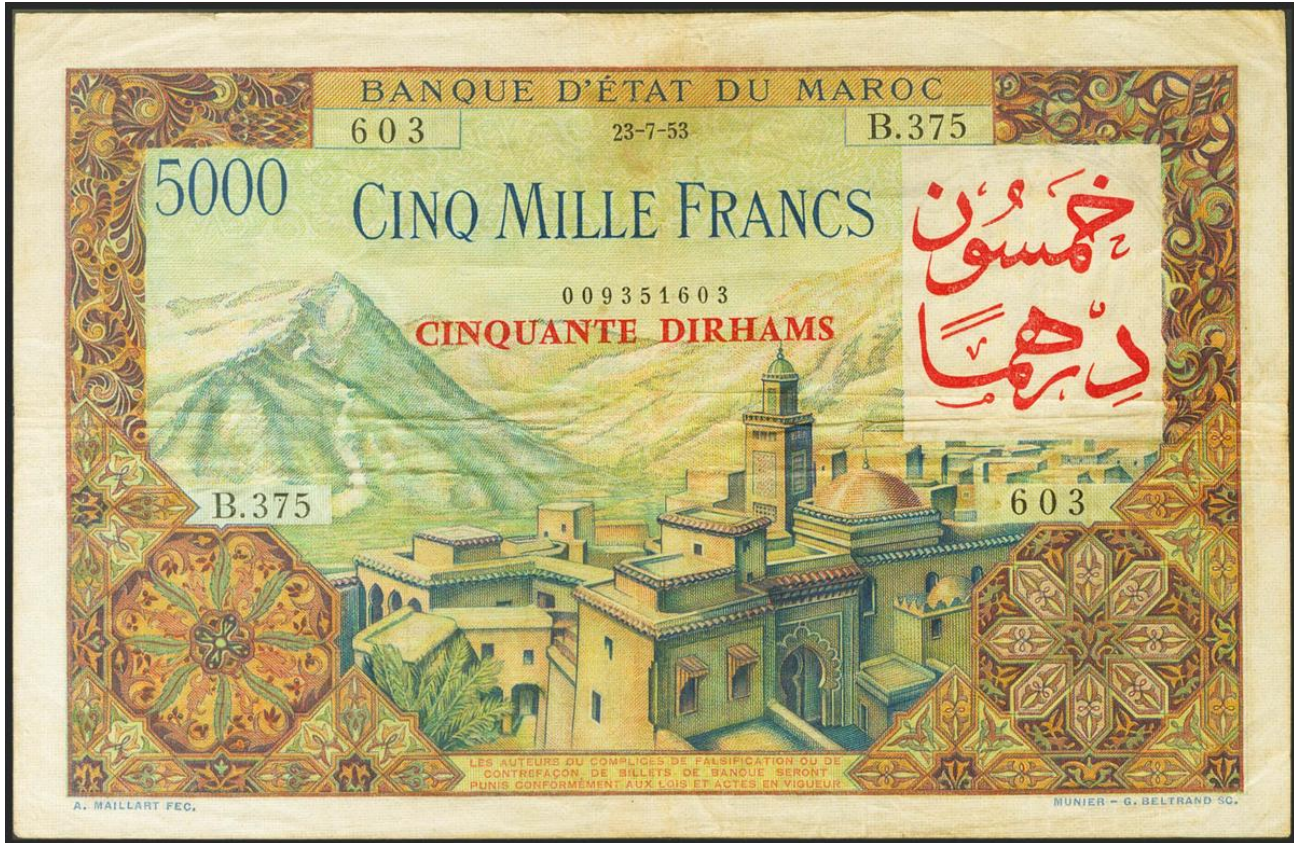 BANQUE D'ÉTAT DU MAROC
603 23-7-53 B.375
5000 CINQ MILLE FRANCS
خمسون
درهمًا
009351603
CINQUANTE DIRHAMS
B.375 603
LES AUTEURS OU COMPLICES DE FALSIFICATION OU DE
CONTREFAÇON DE BILLETS DE BANQUE SERONT
PUNIS CONFORMÉMENT AUX LOIS ET ACTES EN VIGUEUR
A. MAILLART FEC. MUNIER - G. BELTRAND SC.